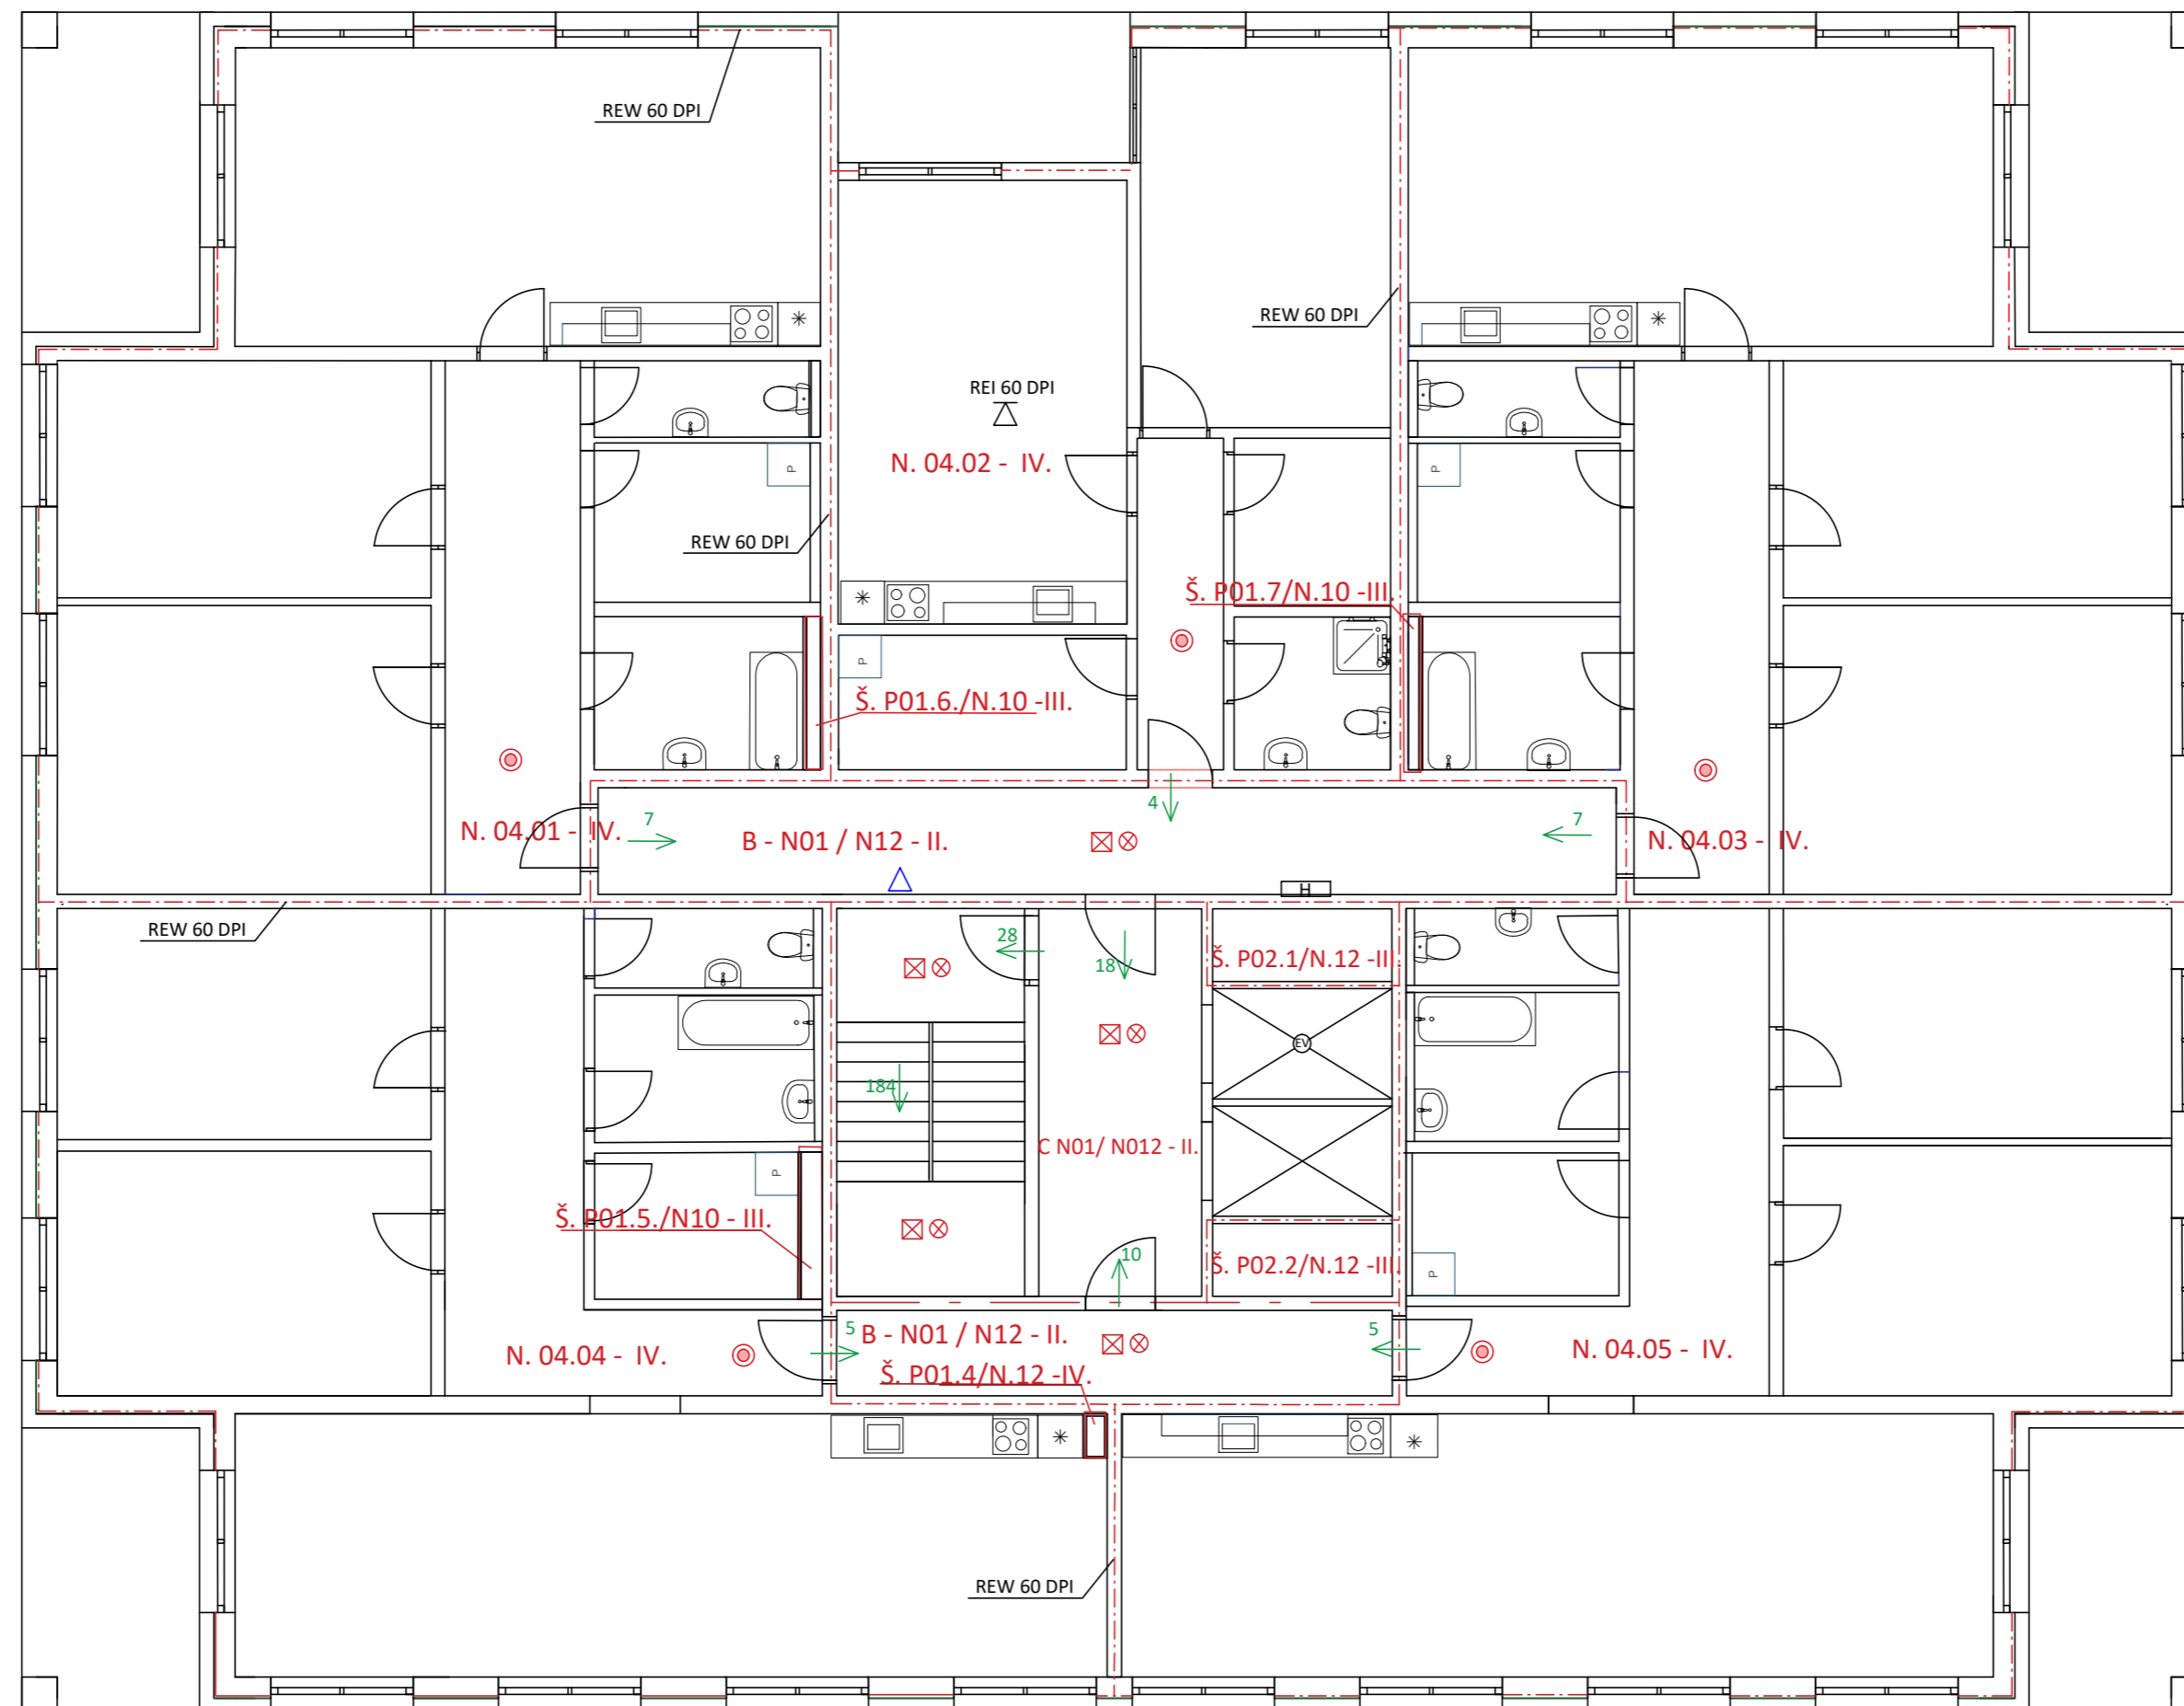 REW 60 DPI
REW 60 DPI
REI 60 DPI
N. 04.02 - IV.
P
P
REW 60 DPI
Š. P01.7/N.10 -III.
P
Š. P01.6./N.10 -III.
7
4
7
N. 04.01 - IV.
B - N01 / N12 - II.
N. 04.03 - IV.
H
REW 60 DPI
28
18
Š. P02.1/N.12 -III.
EV
184
C N01/ N012 - II.
P
Š. P01.5./N10 - III.
10
Š. P02.2/N.12 -III.
P
5
B - N01 / N12 - II.
5
N. 04.04 - IV.
N. 04.05 - IV.
Š. P01.4/N.12 -IV.
REW 60 DPI